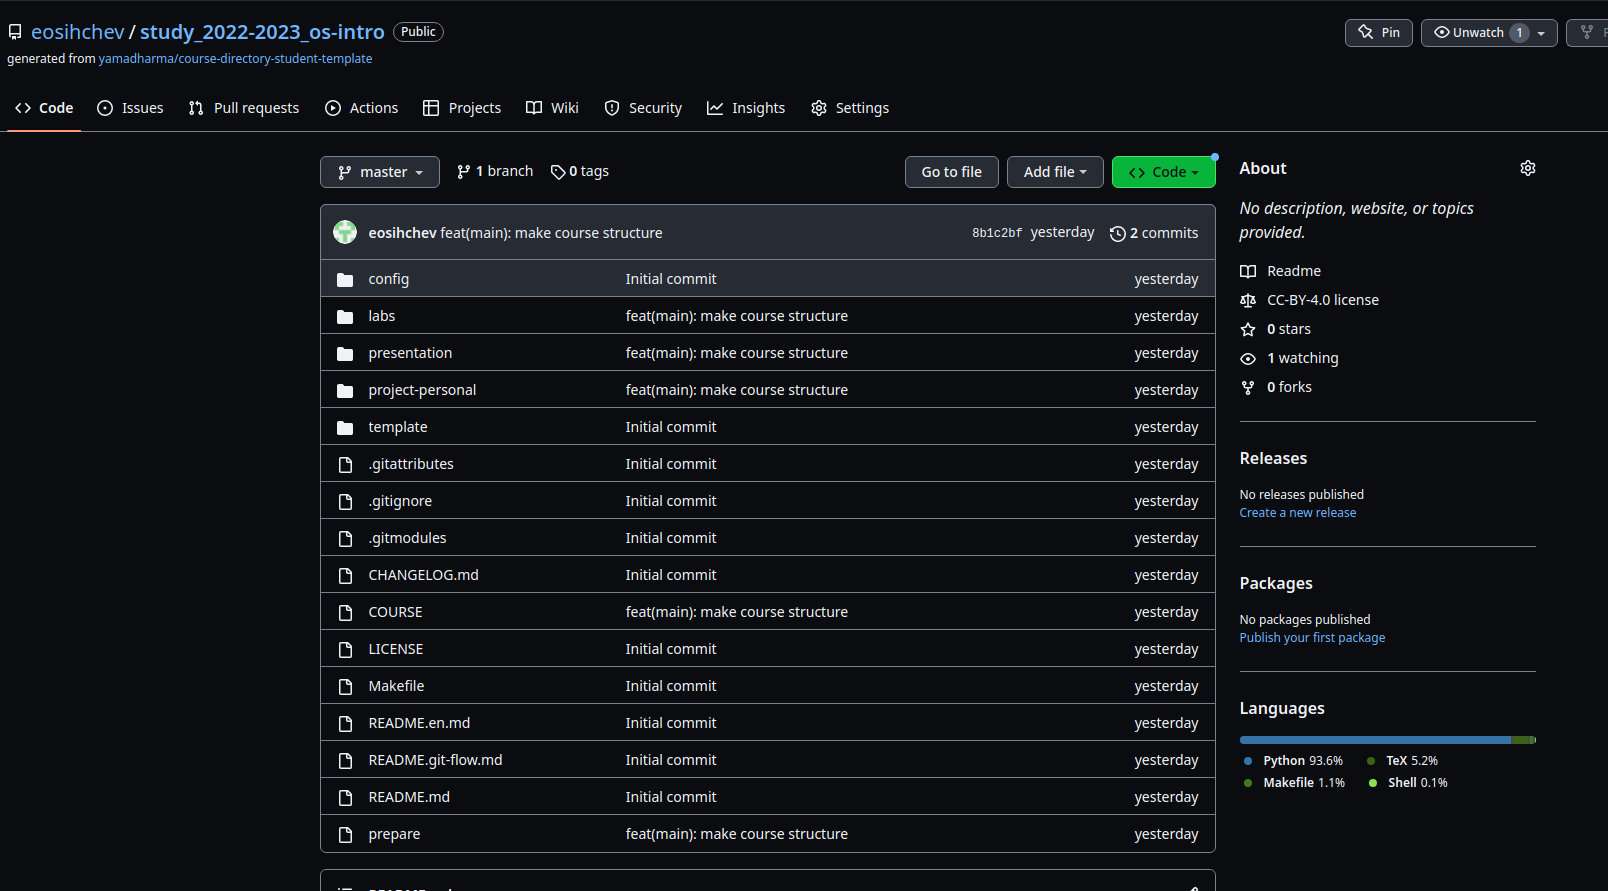 eosihchev / study_2022-2023_os-intro Public Pin Unwatch 1
generated from yamadharma/course-directory-student-template
Code Issues Pull requests Actions Projects Wiki Security Insights Settings
master 1 branch 0 tags Go to file Add file Code
eosihchev feat(main): make course structure 8b1c2bf yesterday 2 commits
config Initial commit yesterday
labs feat(main): make course structure yesterday
presentation feat(main): make course structure yesterday
project-personal feat(main): make course structure yesterday
template Initial commit yesterday
.gitattributes Initial commit yesterday
.gitignore Initial commit yesterday
.gitmodules Initial commit yesterday
CHANGELOG.md Initial commit yesterday
COURSE feat(main): make course structure yesterday
LICENSE Initial commit yesterday
Makefile Initial commit yesterday
README.en.md Initial commit yesterday
README.git-flow.md Initial commit yesterday
README.md Initial commit yesterday
prepare feat(main): make course structure yesterday
About
No description, website, or topics
provided.
Readme
CC-BY-4.0 license
0 stars
1 watching
0 forks
Releases
No releases published
Create a new release
Packages
No packages published
Publish your first package
Languages
Python 93.6% TeX 5.2%
Makefile 1.1% Shell 0.1%